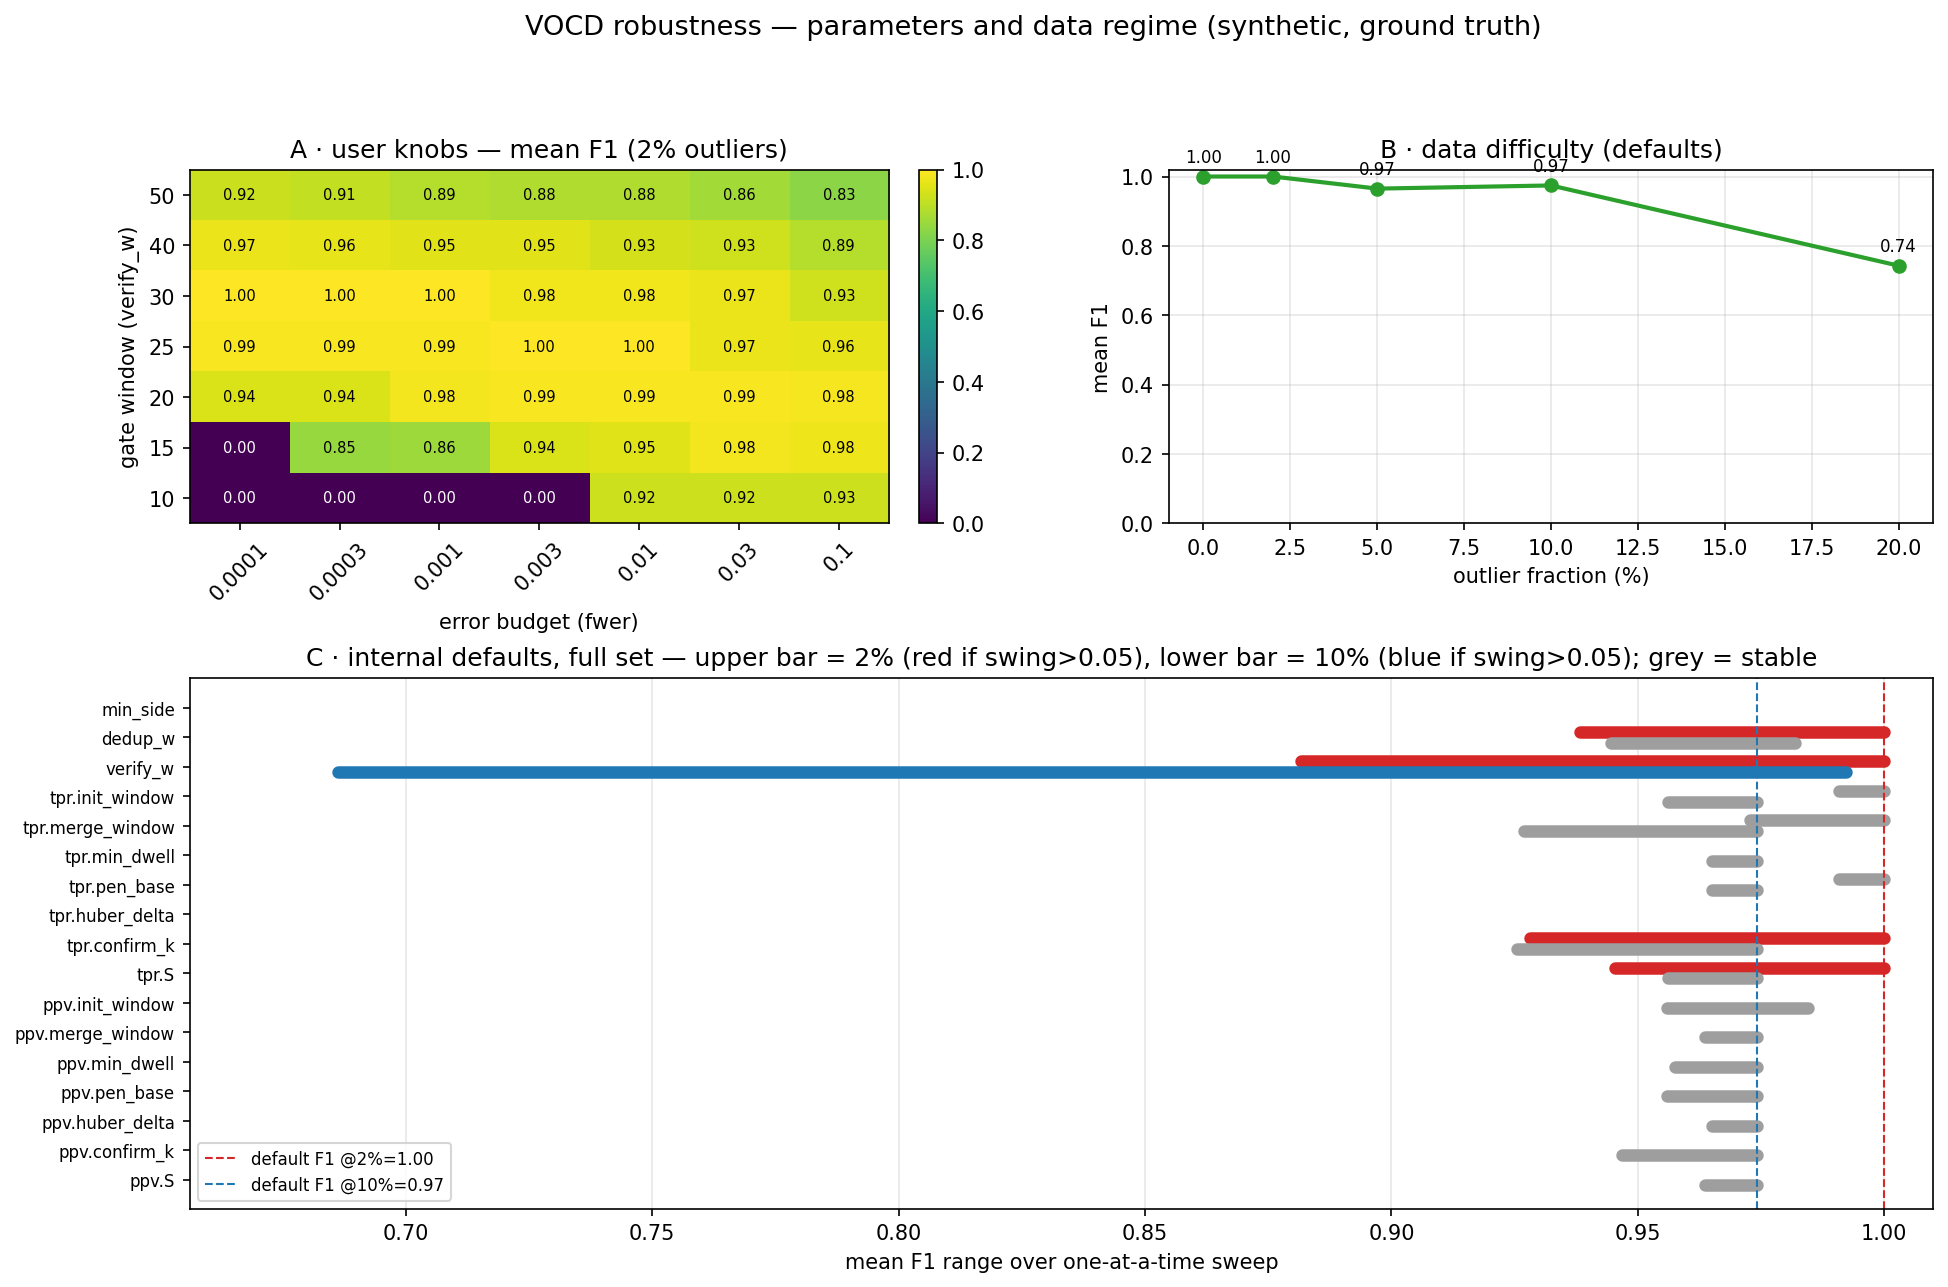 VOCD robustness — parameters and data regime (synthetic, ground truth)
A · user knobs — mean F1 (2% outliers)
gate window (verify_w)
50 0.92 0.91 0.89 0.88 0.88 0.86 0.83
40 0.97 0.96 0.95 0.95 0.93 0.93 0.89
30 1.00 1.00 1.00 0.98 0.98 0.97 0.93
25 0.99 0.99 0.99 1.00 1.00 0.97 0.96
20 0.94 0.94 0.98 0.99 0.99 0.99 0.98
15 0.00 0.85 0.86 0.94 0.95 0.98 0.98
10 0.00 0.00 0.00 0.00 0.92 0.92 0.93
0.0001 0.0003 0.001 0.003 0.01 0.03 0.1
error budget (fwer)
1.0
0.8
0.6
0.4
0.2
0.0
B · data difficulty (defaults)
1.00 1.00 0.97 0.97 0.74
mean F1
1.0
0.8
0.6
0.4
0.2
0.0
0.0 2.5 5.0 7.5 10.0 12.5 15.0 17.5 20.0
outlier fraction (%)
C · internal defaults, full set — upper bar = 2% (red if swing>0.05), lower bar = 10% (blue if swing>0.05); grey = stable
min_side
dedup_w
verify_w
tpr.init_window
tpr.merge_window
tpr.min_dwell
tpr.pen_base
tpr.huber_delta
tpr.confirm_k
tpr.S
ppv.init_window
ppv.merge_window
ppv.min_dwell
ppv.pen_base
ppv.huber_delta
ppv.confirm_k
ppv.S
default F1 @2%=1.00
default F1 @10%=0.97
0.70 0.75 0.80 0.85 0.90 0.95 1.00
mean F1 range over one-at-a-time sweep